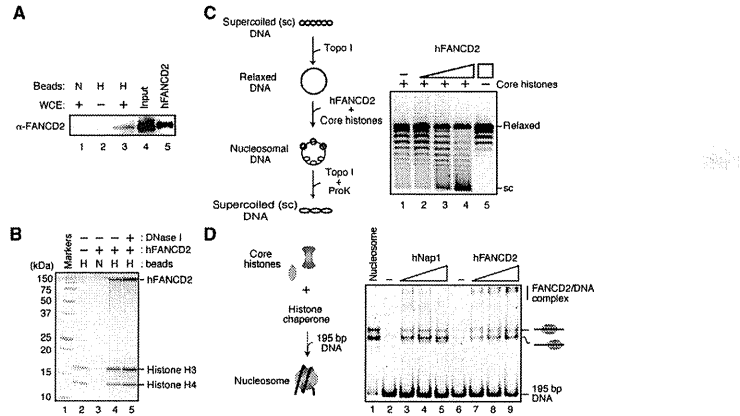 A
Beads: N H H Input hFANCD2
WCE: + − +
α-FANCD2
1 2 3 4 5
B
Markers
− − − + : DNase I
− + + + : hFANCD2
H N H H : beads
(kDa)
150
75
50
37
25
20
15
10
hFANCD2
Histone H3
Histone H4
1 2 3 4 5
C
Supercoiled (sc)
DNA
Topo I
Relaxed
DNA
hFANCD2
+
Core histones
Nucleosomal
DNA
Topo I
+
ProK
Supercoiled (sc)
DNA
hFANCD2
−
+ + + + − Core histones
Relaxed
sc
1 2 3 4 5
D
Core
histones
+
Histone
chaperone
195 bp
DNA
Nucleosome
Nucleosome
hNap1 hFANCD2
− −
FANCD2/DNA
complex
195 bp
DNA
1 2 3 4 5 6 7 8 9